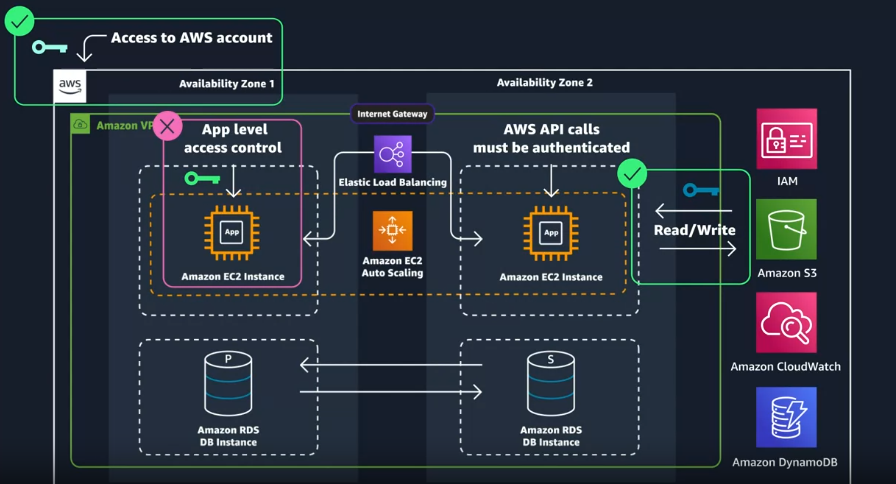 Access to AWS account
aws
Availability Zone 1
Availability Zone 2
Internet Gateway
Amazon
App level
access control
AWS API calls
must be authenticated
Elastic Load Balancing
IAM
Read/Write
App
App
Amazon EC2 Instance
Amazon EC2
Auto Scaling
Amazon EC2 Instance
Amazon S3
P
S
Amazon CloudWatch
Amazon RDS
DB Instance
Amazon RDS
DB Instance
Amazon DynamoDB